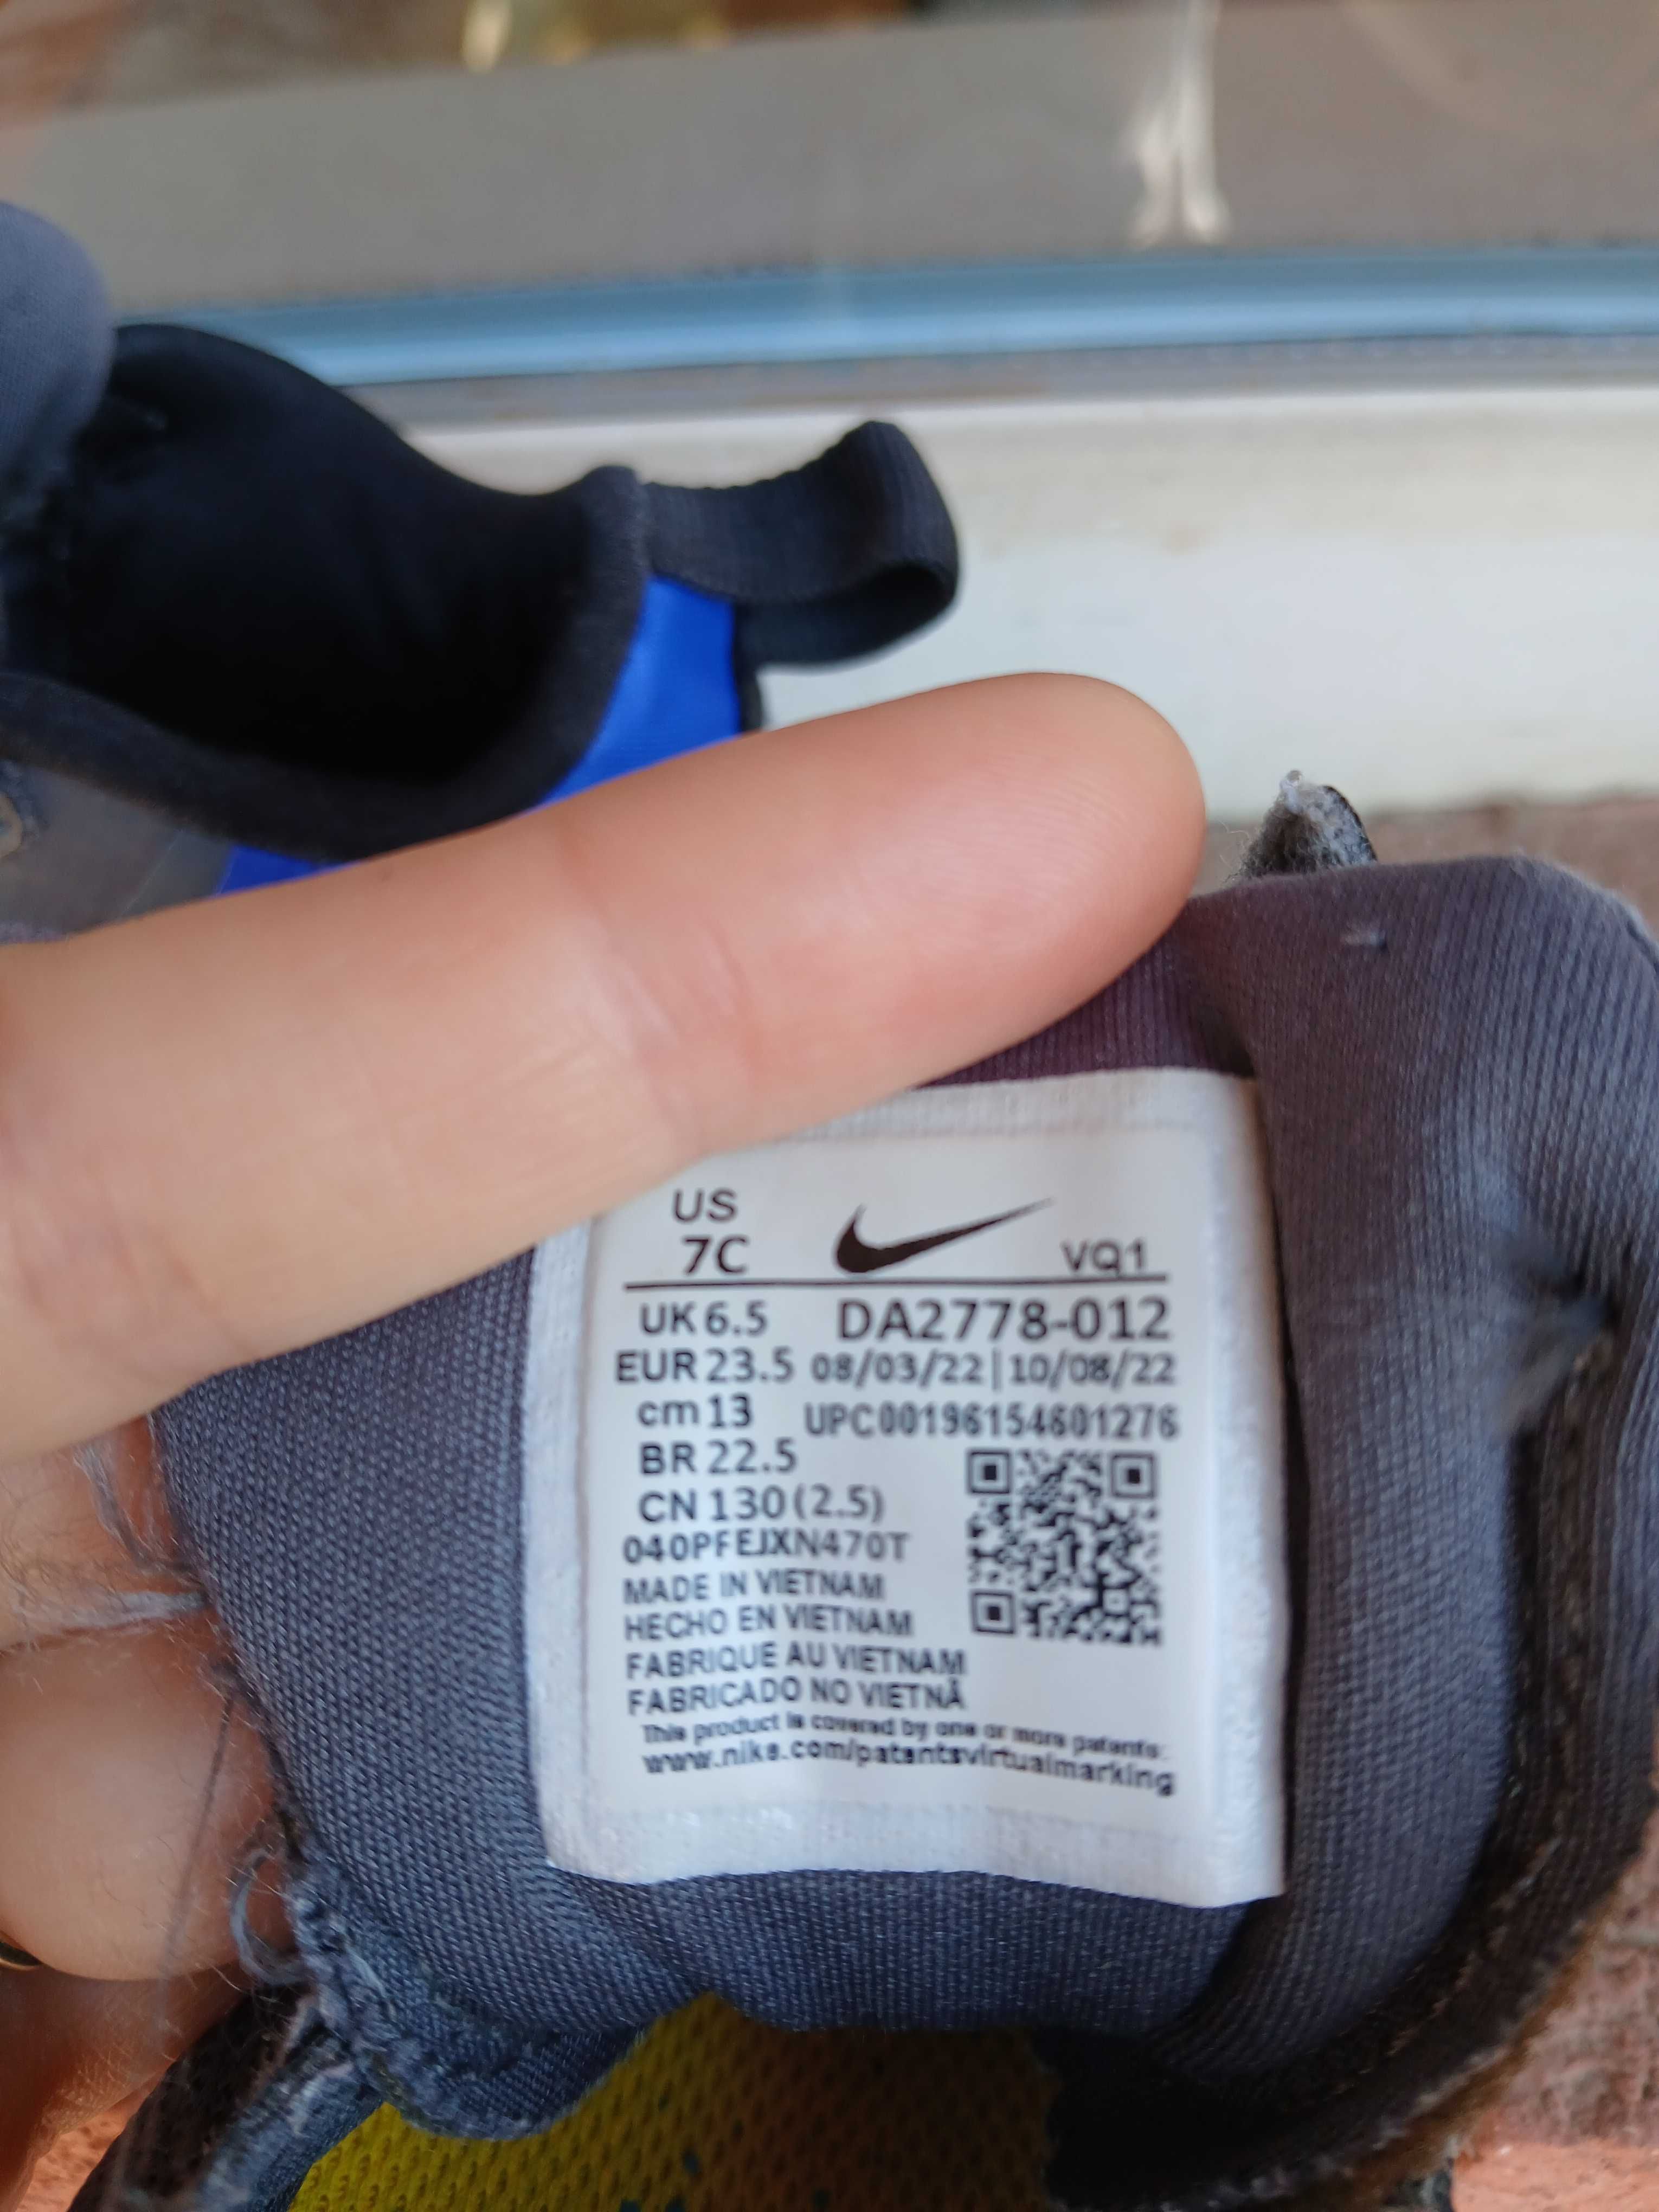 US
7C VQ1
UK 6.5 DA2778-012
EUR 23.5 08/03/22 | 10/08/22
cm 13 UPC00196154601276
BR 22.5
CN 130 (2.5)
040PFEJXN470T
MADE IN VIETNAM
HECHO EN VIETNAM
FABRIQUE AU VIETNAM
FABRICADO NO VIETNÃ
This product is covered by one or more patents:
www.nike.com/patentsvirtualmarking